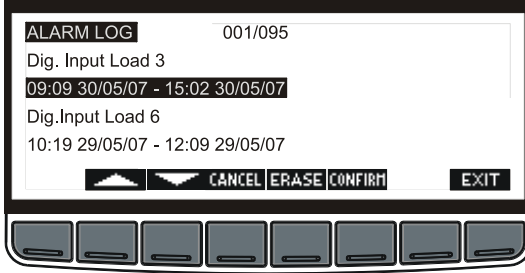 ALARM LOG 001/095
Dig. Input Load 3
09:09 30/05/07 - 15:02 30/05/07
Dig.Input Load 6
10:19 29/05/07 - 12:09 29/05/07
CANCEL ERASE CONFIRM EXIT